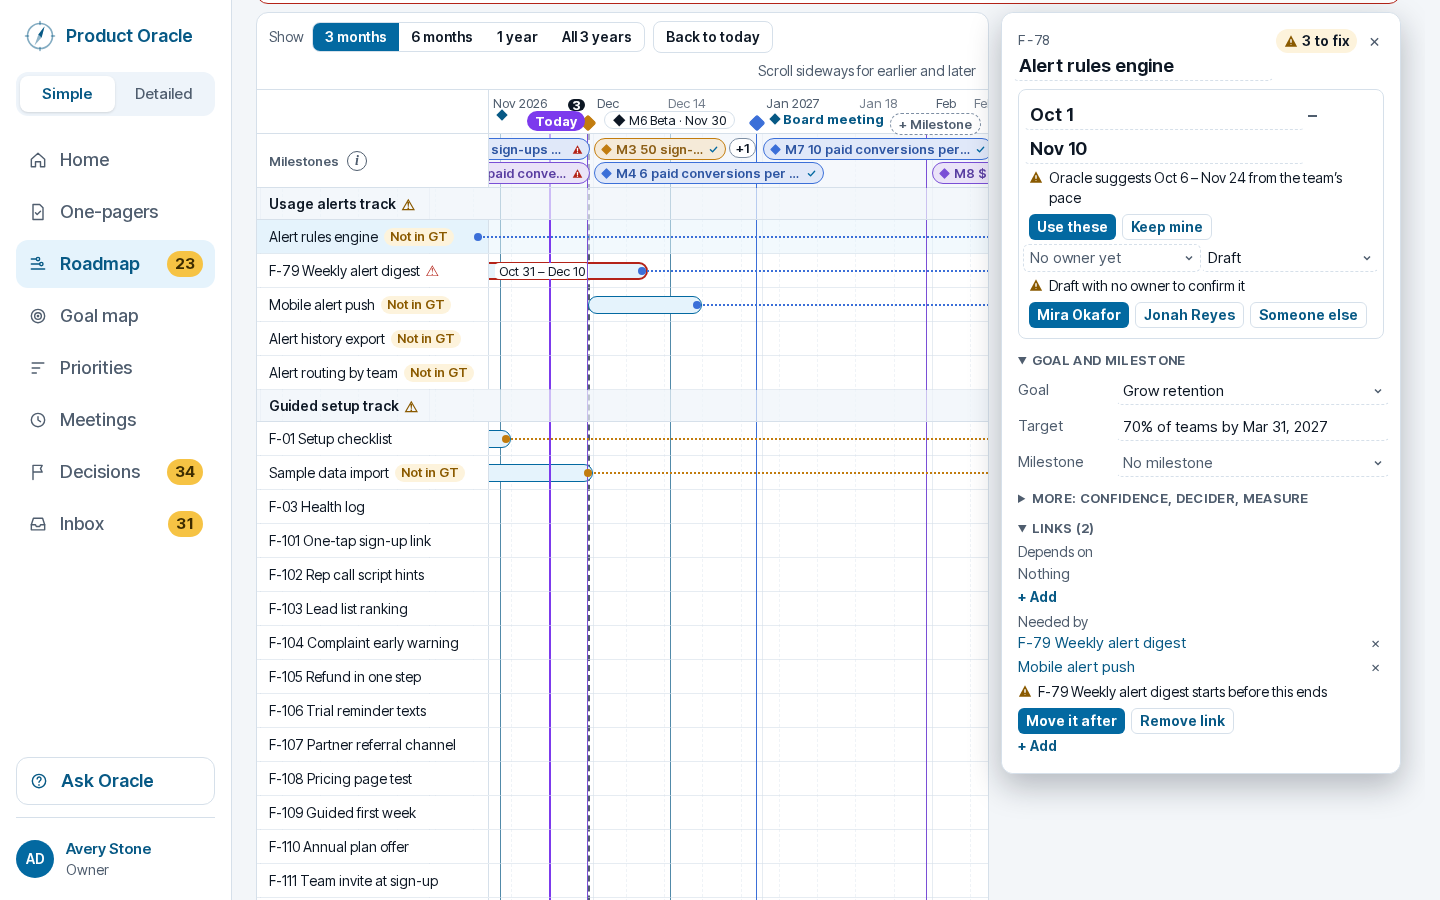 Product Oracle
Simple
Detailed
Home
One-pagers
Roadmap
23
Goal map
Priorities
Meetings
Decisions
34
Inbox
31
Ask Oracle
AD
Avery Stone
Owner
Show
3 months
6 months
1 year
All 3 years
Back to today
Scroll sideways for earlier and later
Nov 2026
3
Dec
Dec 14
Jan 2027
Jan 18
Feb
Today
M6 Beta · Nov 30
Board meeting
+ Milestone
Milestones
i
sign-ups ...
M3 50 sign-...
+1
M7 10 paid conversions per...
paid conve...
M4 6 paid conversions per ...
M8 $
Usage alerts track
Alert rules engine
Not in GT
F-79 Weekly alert digest
Oct 31 – Dec 10
Mobile alert push
Not in GT
Alert history export
Not in GT
Alert routing by team
Not in GT
Guided setup track
F-01 Setup checklist
Sample data import
Not in GT
F-03 Health log
F-101 One-tap sign-up link
F-102 Rep call script hints
F-103 Lead list ranking
F-104 Complaint early warning
F-105 Refund in one step
F-106 Trial reminder texts
F-107 Partner referral channel
F-108 Pricing page test
F-109 Guided first week
F-110 Annual plan offer
F-111 Team invite at sign-up
F-78
3 to fix
×
Alert rules engine
Oct 1
–
Nov 10
Oracle suggests Oct 6 – Nov 24 from the team's
pace
Use these
Keep mine
No owner yet
Draft
Draft with no owner to confirm it
Mira Okafor
Jonah Reyes
Someone else
GOAL AND MILESTONE
Goal
Grow retention
Target
70% of teams by Mar 31, 2027
Milestone
No milestone
MORE: CONFIDENCE, DECIDER, MEASURE
LINKS (2)
Depends on
Nothing
+ Add
Needed by
F-79 Weekly alert digest
×
Mobile alert push
×
F-79 Weekly alert digest starts before this ends
Move it after
Remove link
+ Add